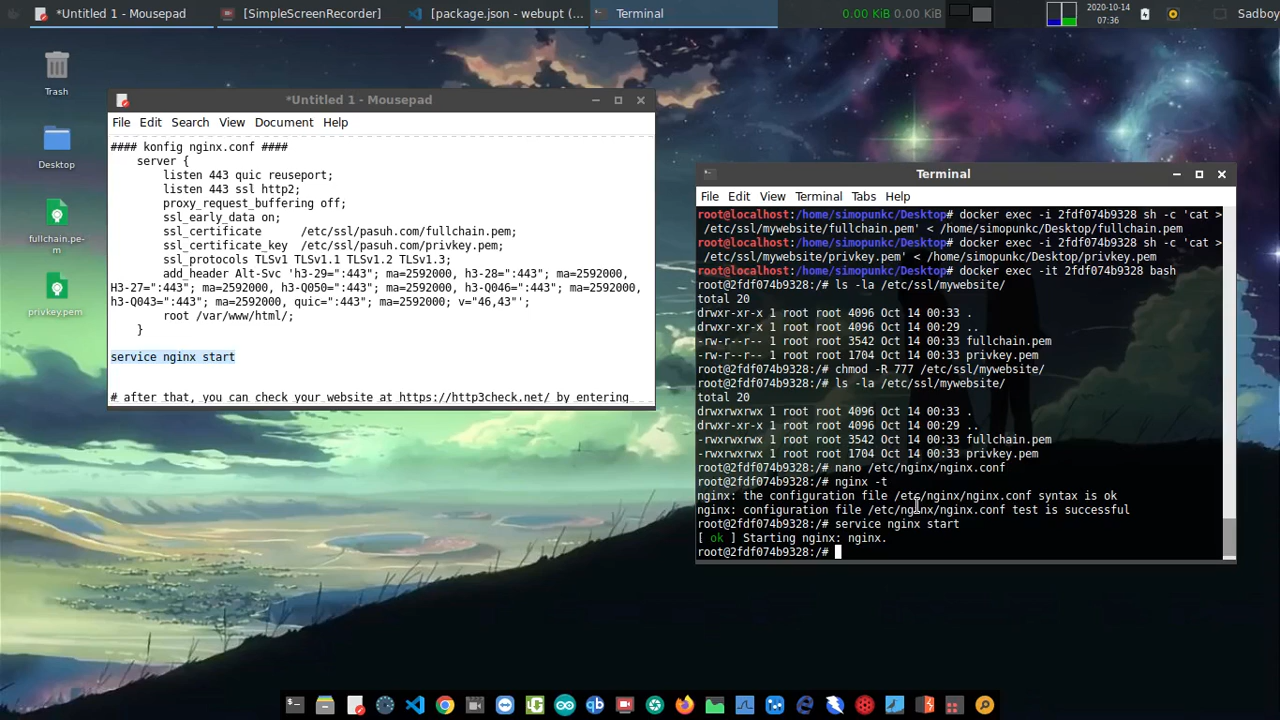 *Untitled 1 - Mousepad
[SimpleScreenRecorder]
[package.json - webupt (...
Terminal
0.00 KiB 0.00 KiB
2020-10-14
07:36
Sadboy
Trash
Desktop
fullchain.pe-
m
privkey.pem
*Untitled 1 - Mousepad
File Edit Search View Document Help
#### konfig nginx.conf ####
server {
listen 443 quic reuseport;
listen 443 ssl http2;
proxy_request_buffering off;
ssl_early_data on;
ssl_certificate /etc/ssl/pasuh.com/fullchain.pem;
ssl_certificate_key /etc/ssl/pasuh.com/privkey.pem;
ssl_protocols TLSv1 TLSv1.1 TLSv1.2 TLSv1.3;
add_header Alt-Svc 'h3-29=":443"; ma=2592000, h3-28=":443"; ma=2592000,
H3-27=":443"; ma=2592000, h3-Q050=":443"; ma=2592000, h3-Q046=":443"; ma=2592000,
h3-Q043=":443"; ma=2592000, quic=":443"; ma=2592000; v="46,43"';
root /var/www/html/;
}
service nginx start
# after that, you can check your website at https://http3check.net/ by entering
Terminal
File Edit View Terminal Tabs Help
root@localhost:/home/simopunkc/Desktop# docker exec -i 2fdf074b9328 sh -c 'cat >
/etc/ssl/mywebsite/fullchain.pem' < /home/simopunkc/Desktop/fullchain.pem
root@localhost:/home/simopunkc/Desktop# docker exec -i 2fdf074b9328 sh -c 'cat >
/etc/ssl/mywebsite/privkey.pem' < /home/simopunkc/Desktop/privkey.pem
root@localhost:/home/simopunkc/Desktop# docker exec -it 2fdf074b9328 bash
root@2fdf074b9328:/# ls -la /etc/ssl/mywebsite/
total 20
drwxr-xr-x 1 root root 4096 Oct 14 00:33 .
drwxr-xr-x 1 root root 4096 Oct 14 00:29 ..
-rw-r--r-- 1 root root 3542 Oct 14 00:33 fullchain.pem
-rw-r--r-- 1 root root 1704 Oct 14 00:33 privkey.pem
root@2fdf074b9328:/# chmod -R 777 /etc/ssl/mywebsite/
root@2fdf074b9328:/# ls -la /etc/ssl/mywebsite/
total 20
drwxrwxrwx 1 root root 4096 Oct 14 00:33 .
drwxr-xr-x 1 root root 4096 Oct 14 00:29 ..
-rwxrwxrwx 1 root root 3542 Oct 14 00:33 fullchain.pem
-rwxrwxrwx 1 root root 1704 Oct 14 00:33 privkey.pem
root@2fdf074b9328:/# nano /etc/nginx/nginx.conf
root@2fdf074b9328:/# nginx -t
nginx: the configuration file /etc/nginx/nginx.conf syntax is ok
nginx: configuration file /etc/nginx/nginx.conf test is successful
root@2fdf074b9328:/# service nginx start
[ ok ] Starting nginx: nginx.
root@2fdf074b9328:/#